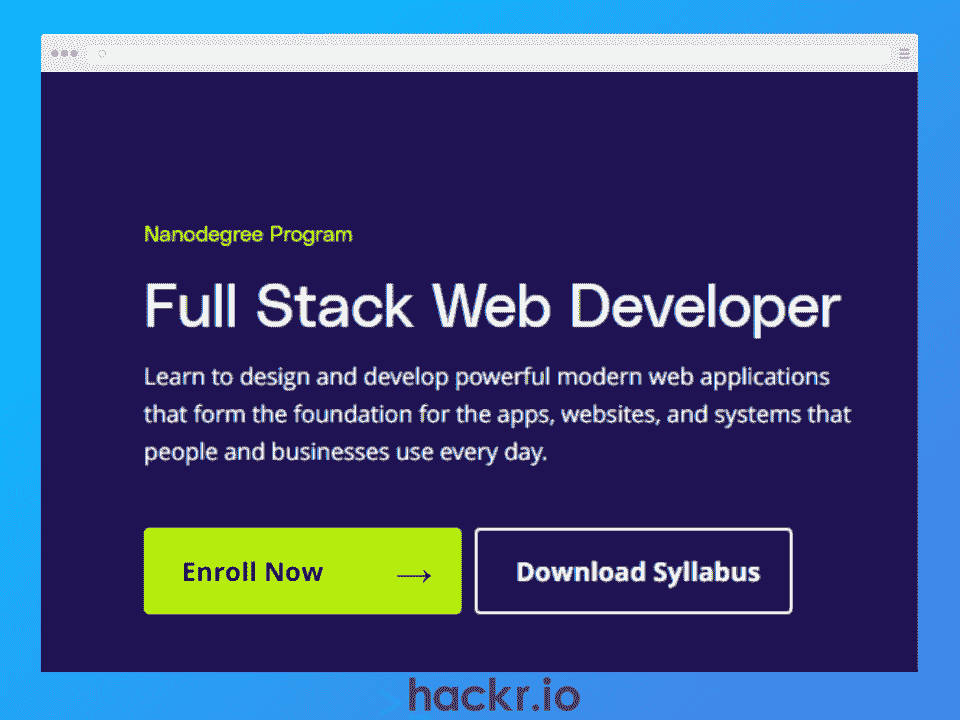 Nanodegree Program
Full Stack Web Developer
Learn to design and develop powerful modern web applications
that form the foundation for the apps, websites, and systems that
people and businesses use every day.
Enroll Now → Download Syllabus
hackr.io